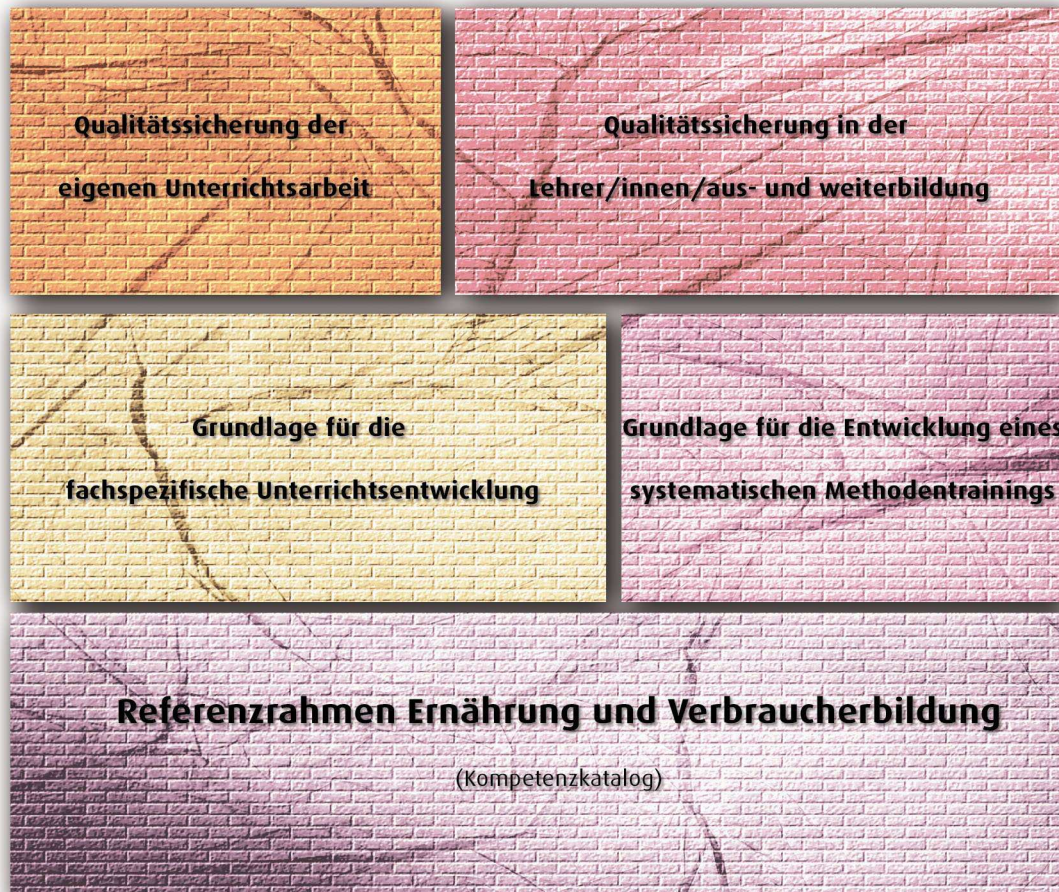 Qualitätssicherung der
eigenen Unterrichtsarbeit
Qualitätssicherung in der
Lehrer/innen/aus- und weiterbildung
Grundlage für die
fachspezifische Unterrichtsentwicklung
Grundlage für die Entwicklung eines
systematischen Methodentrainings
Referenzrahmen Ernährung und Verbraucherbildung
(Kompetenzkatalog)